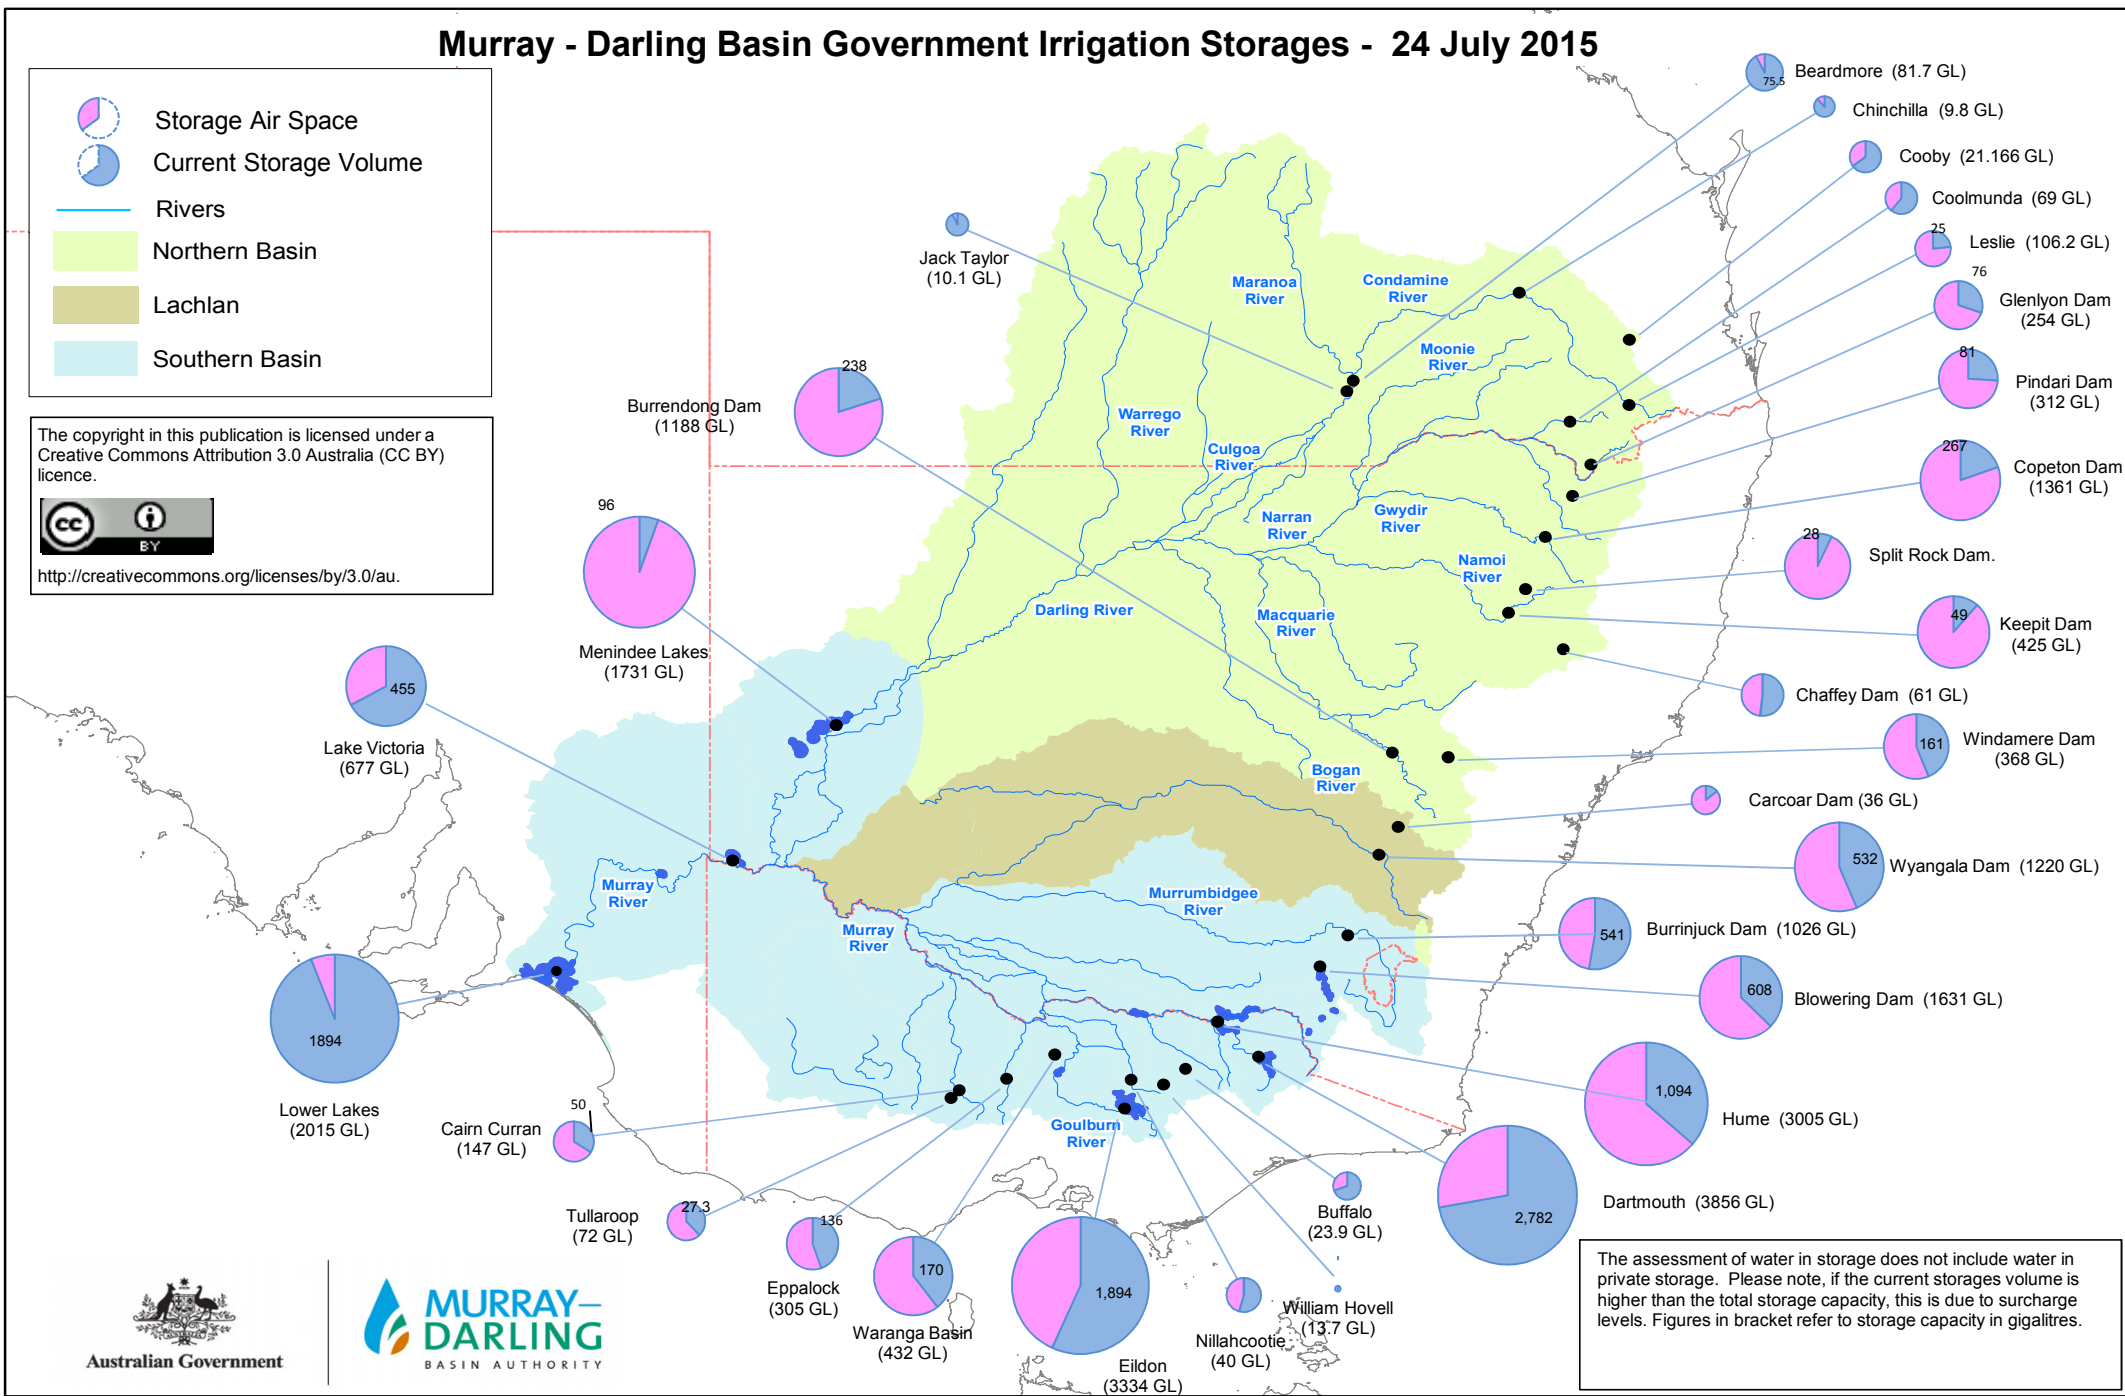 Murray - Darling Basin Government Irrigation Storages - 24 July 2015
Storage Air Space
Current Storage Volume
Rivers
Northern Basin
Lachlan
Southern Basin
The copyright in this publication is licensed under a
Creative Commons Attribution 3.0 Australia (CC BY)
licence.
cc
BY
http://creativecommons.org/licenses/by/3.0/au.
75.5
Beardmore (81.7 GL)
Chinchilla (9.8 GL)
Cooby (21.166 GL)
Coolmunda (69 GL)
25
Leslie (106.2 GL)
76
Glenlyon Dam
(254 GL)
81
Pindari Dam
(312 GL)
267
Copeton Dam
(1361 GL)
28
Split Rock Dam.
49
Keepit Dam
(425 GL)
Chaffey Dam (61 GL)
161
Windamere Dam
(368 GL)
Carcoar Dam (36 GL)
532
Wyangala Dam (1220 GL)
541
Burrinjuck Dam (1026 GL)
608
Blowering Dam (1631 GL)
1,094
Hume (3005 GL)
2,782
Dartmouth (3856 GL)
Jack Taylor
(10.1 GL)
238
Burrendong Dam
(1188 GL)
96
Menindee Lakes
(1731 GL)
455
Lake Victoria
(677 GL)
1894
Lower Lakes
(2015 GL)
50
Cairn Curran
(147 GL)
27.3
Tullaroop
(72 GL)
136
Eppalock
(305 GL)
170
Waranga Basin
(432 GL)
1,894
Eildon
(3334 GL)
Nillahcootie
(40 GL)
William Hovell
(13.7 GL)
Buffalo
(23.9 GL)
Maranoa
River
Condamine
River
Moonie
River
Warrego
River
Culgoa
River
Narran
River
Gwydir
River
Namoi
River
Darling River
Macquarie
River
Bogan
River
Murray
River
Murrumbidgee
River
Murray
River
Goulburn
River
The assessment of water in storage does not include water in
private storage. Please note, if the current storages volume is
higher than the total storage capacity, this is due to surcharge
levels. Figures in bracket refer to storage capacity in gigalitres.
Australian Government
MURRAY–
DARLING
BASIN AUTHORITY